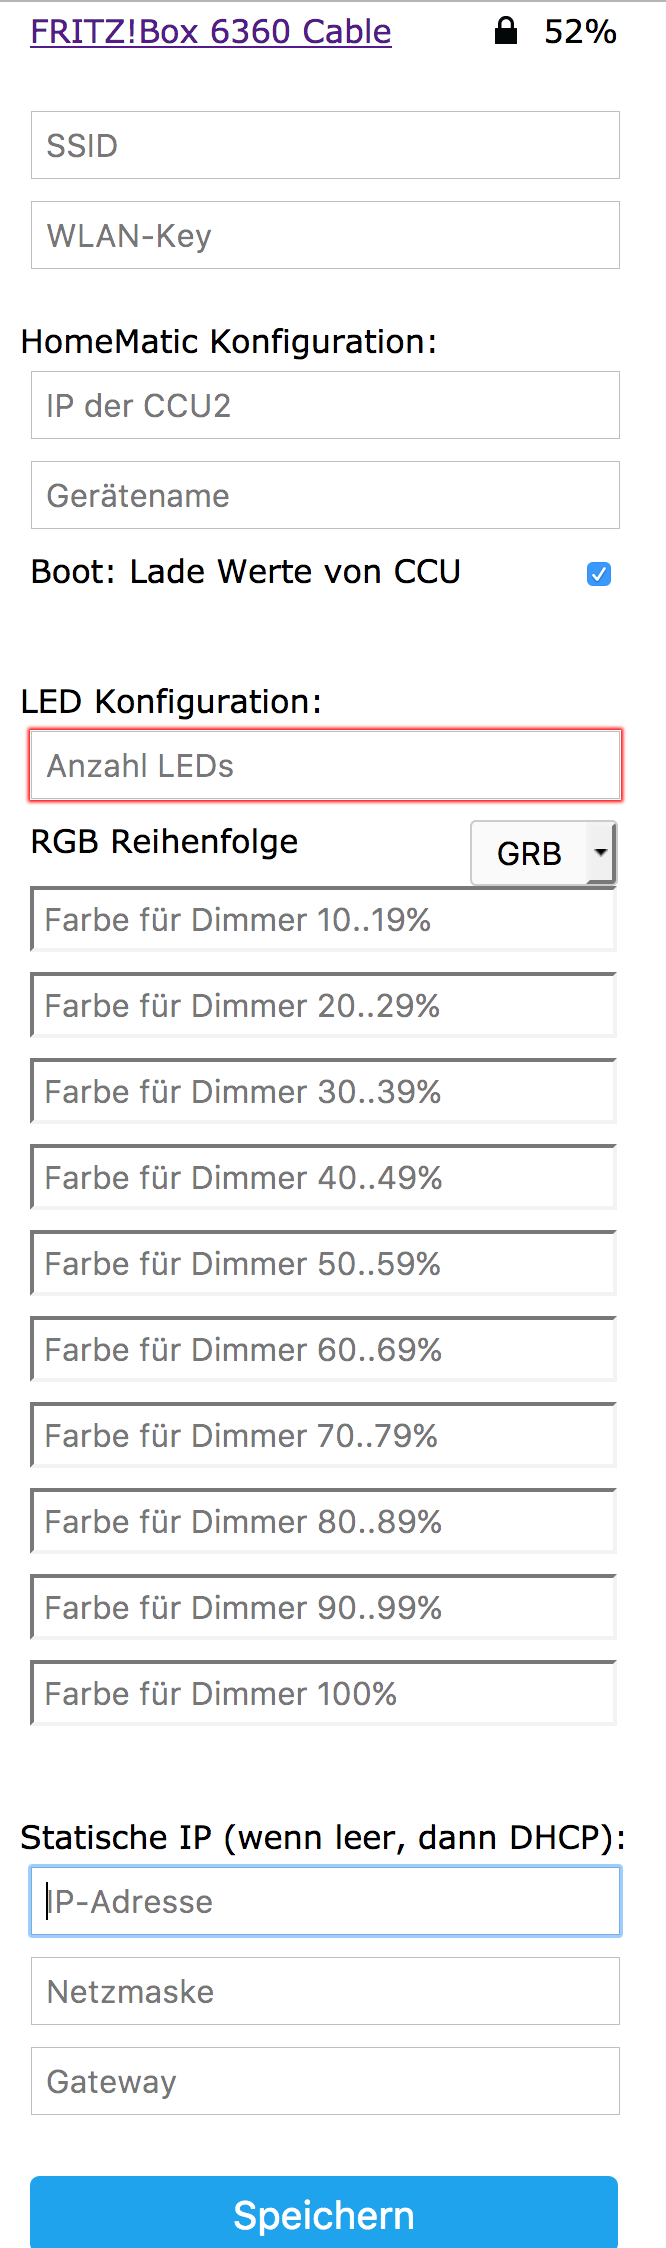 FRITZ!Box 6360 Cable 52%
SSID
WLAN-Key
HomeMatic Konfiguration:
IP der CCU2
Gerätename
Boot: Lade Werte von CCU
LED Konfiguration:
Anzahl LEDs
RGB Reihenfolge GRB
Farbe für Dimmer 10..19%
Farbe für Dimmer 20..29%
Farbe für Dimmer 30..39%
Farbe für Dimmer 40..49%
Farbe für Dimmer 50..59%
Farbe für Dimmer 60..69%
Farbe für Dimmer 70..79%
Farbe für Dimmer 80..89%
Farbe für Dimmer 90..99%
Farbe für Dimmer 100%
Statische IP (wenn leer, dann DHCP):
IP-Adresse
Netzmaske
Gateway
Speichern